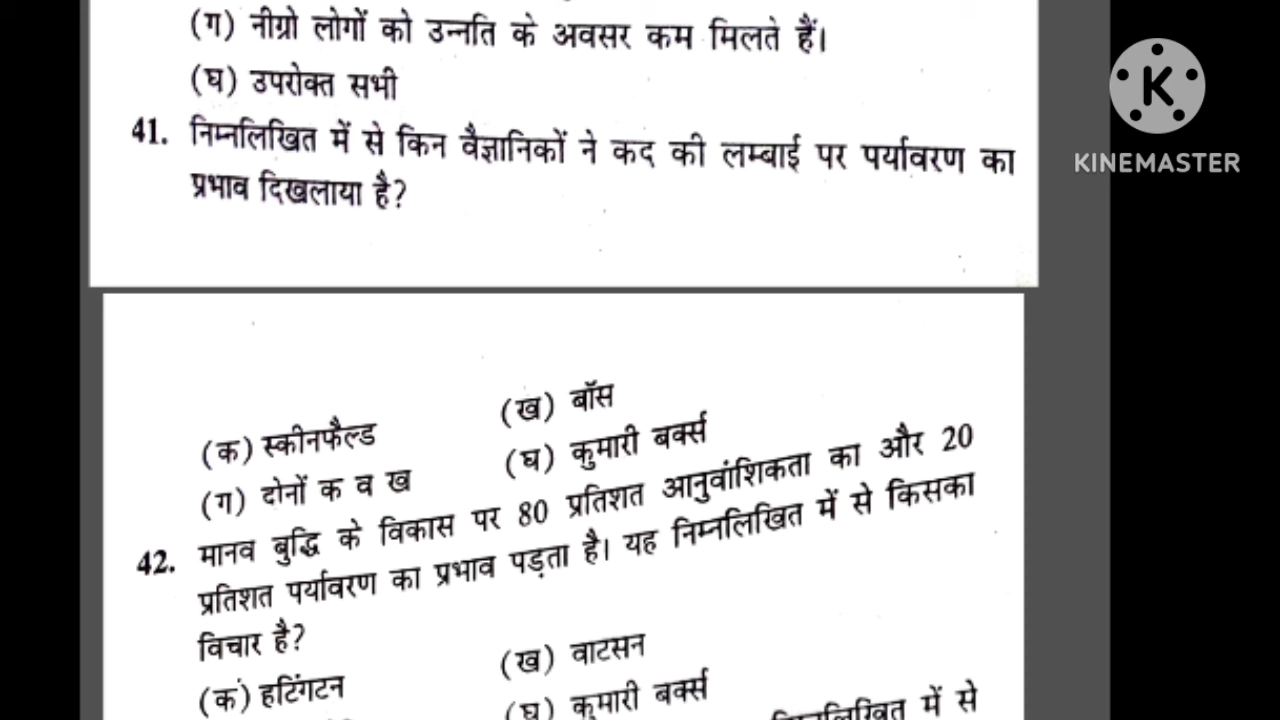 (ग) नीग्रो लोगों को उन्नति के अवसर कम मिलते हैं।
(घ) उपरोक्त सभी
41. निम्नलिखित में से किन वैज्ञानिकों ने कद की लम्बाई पर पर्यावरण का
प्रभाव दिखलाया है?
K
KINEMASTER
(क) स्कीनफैल्ड (ख) बॉस
(ग) दोनों क व ख (घ) कुमारी बर्क्स
42. मानव बुद्धि के विकास पर 80 प्रतिशत आनुवांशिकता का और 20
प्रतिशत पर्यावरण का प्रभाव पड़ता है। यह निम्नलिखित में से किसका
विचार है?
(क) हटिंगटन (ख) वाटसन
(घ) कुमारी बर्क्स
में से